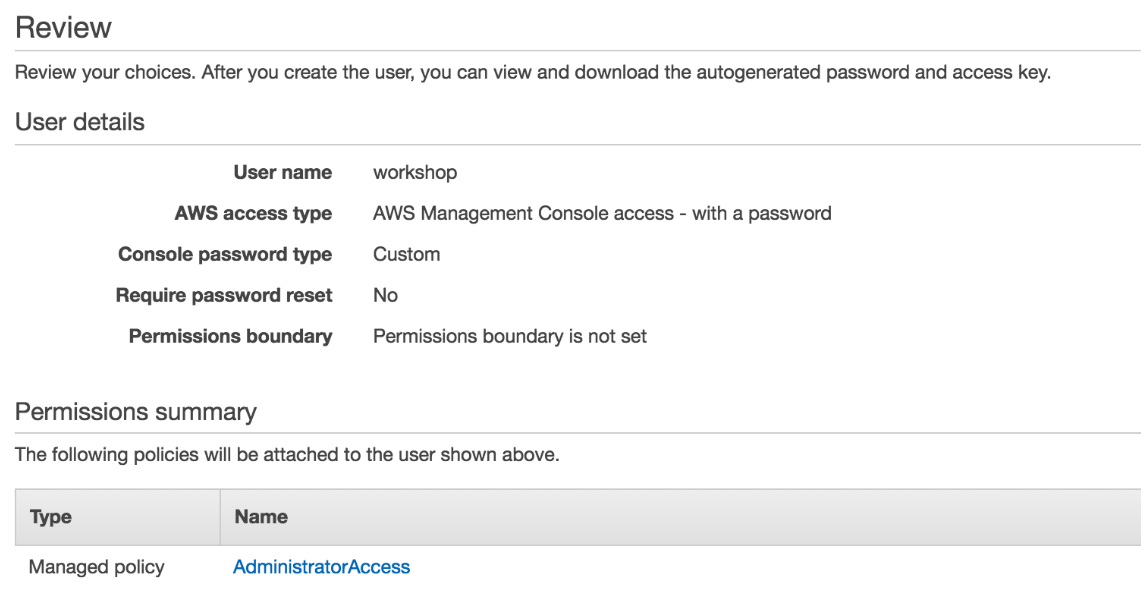 Review
Review your choices. After you create the user, you can view and download the autogenerated password and access key.
User details
User name workshop
AWS access type AWS Management Console access - with a password
Console password type Custom
Require password reset No
Permissions boundary Permissions boundary is not set
Permissions summary
The following policies will be attached to the user shown above.
Type Name
Managed policy AdministratorAccess